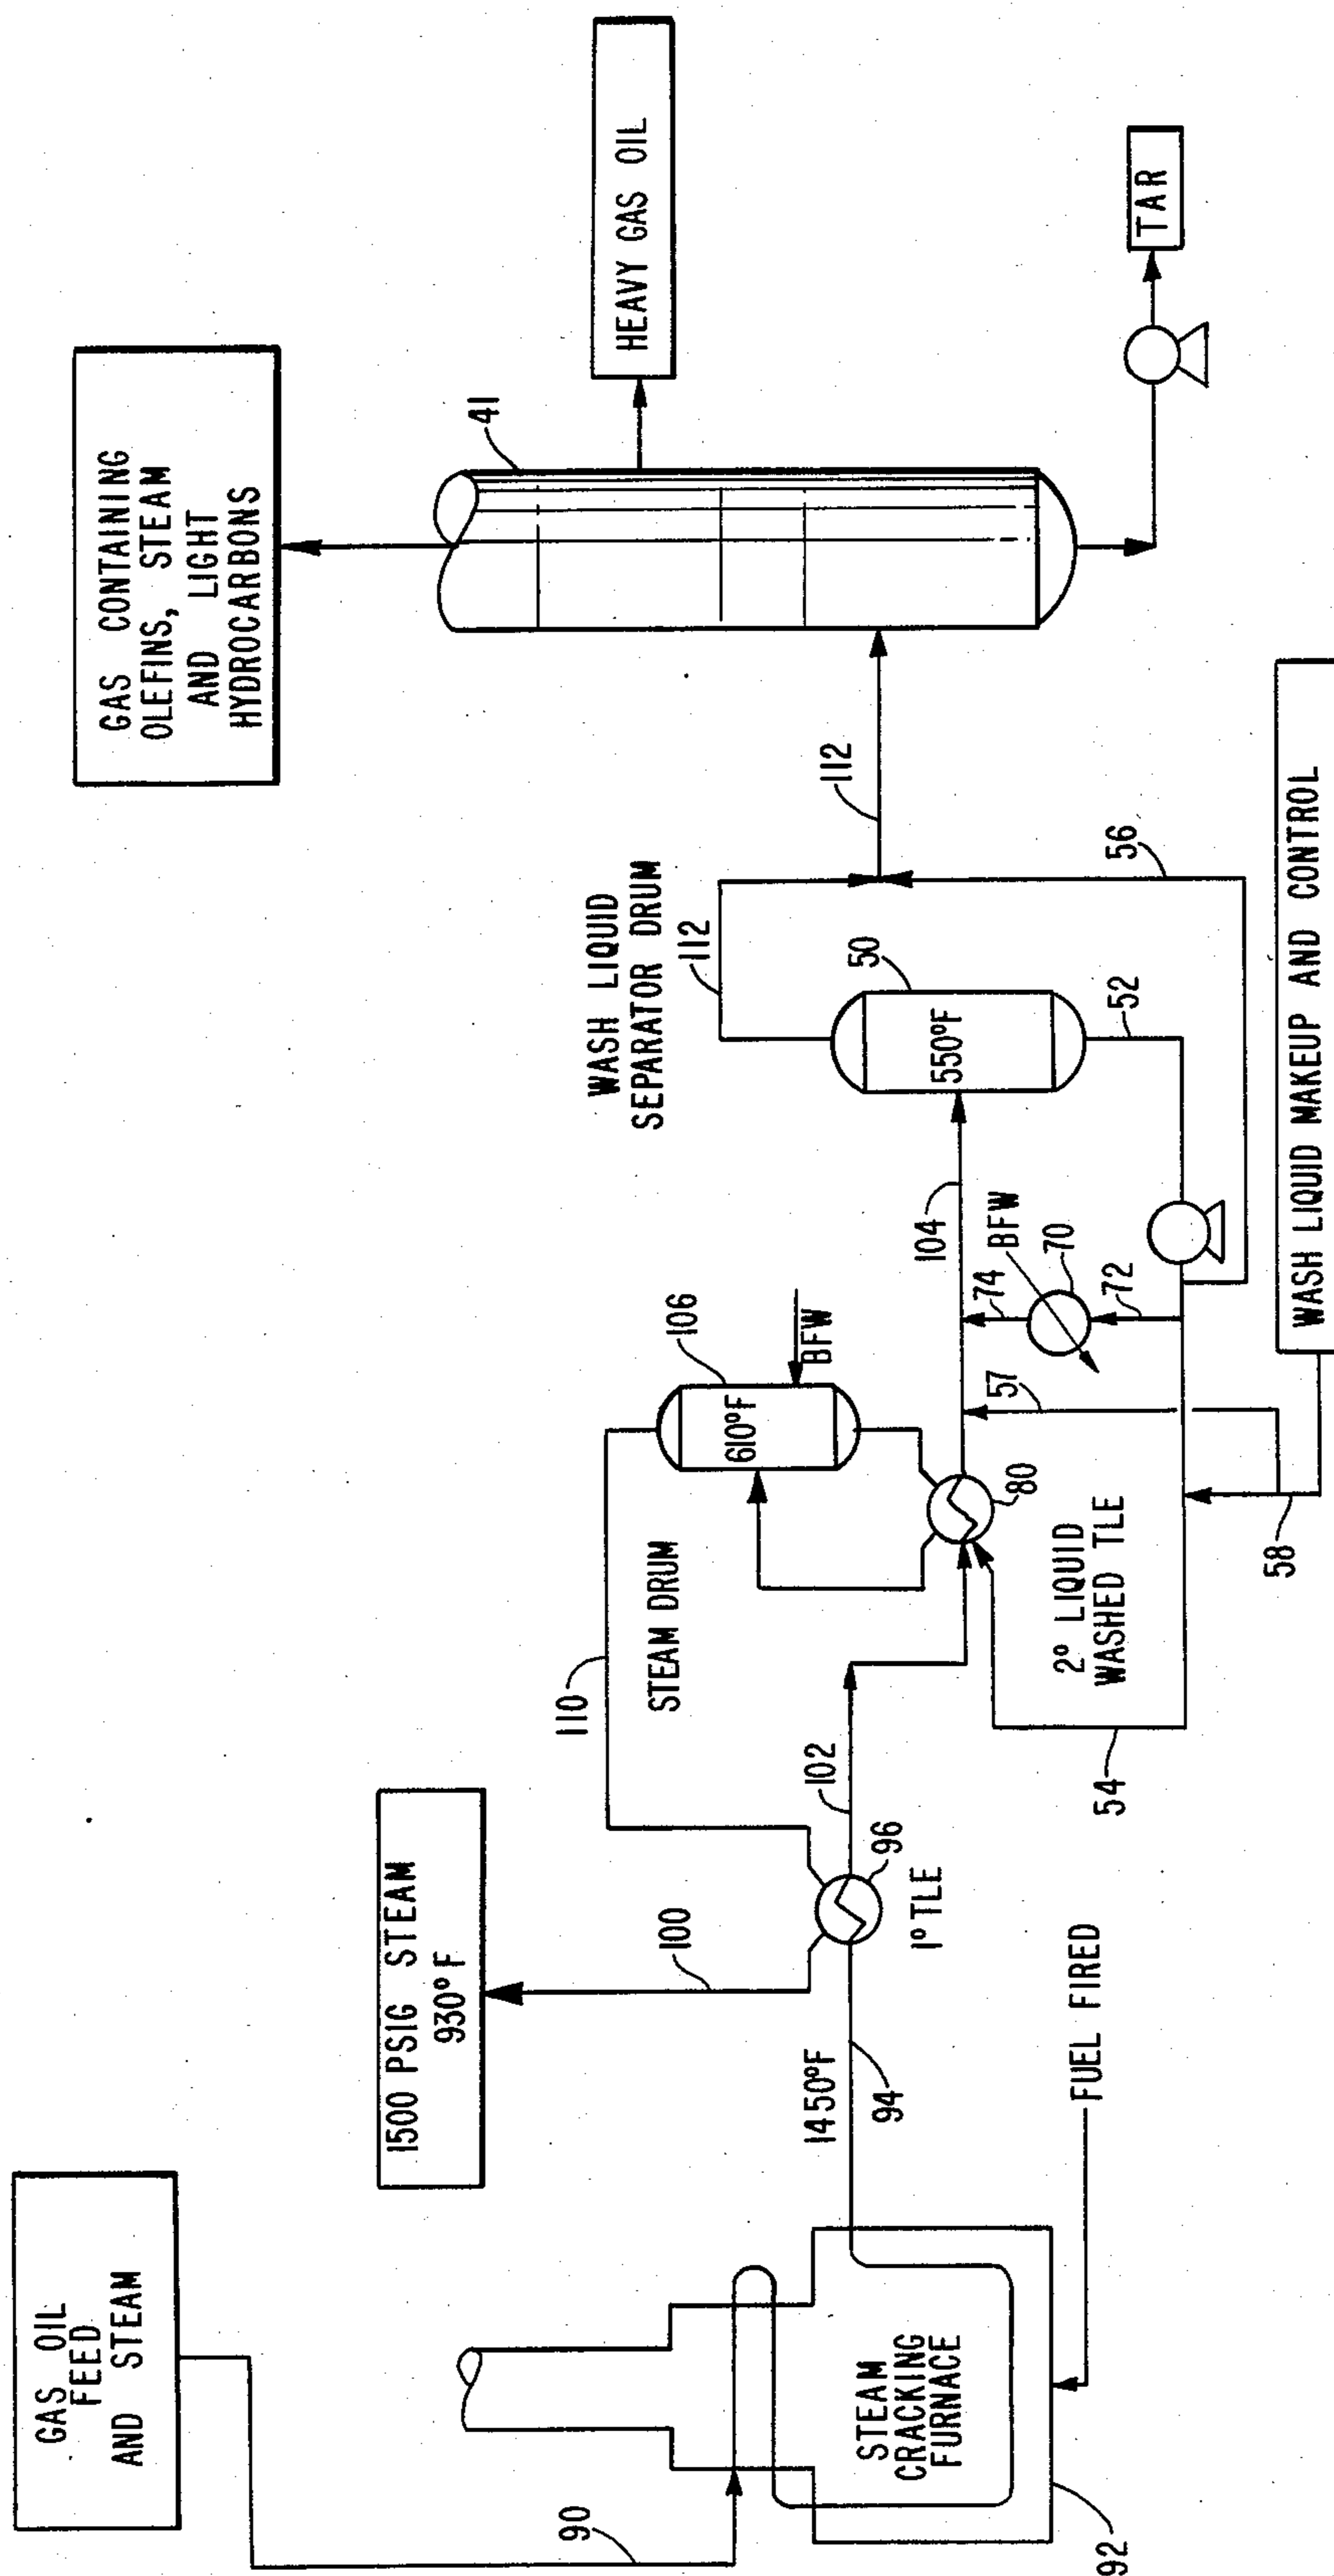 GAS OIL
FEED
AND STEAM
90
STEAM
CRACKING
FURNACE
92
FUEL FIRED
1450°F
94
1500 PSIG STEAM
930°F
100
96
1° TLE
102
110
STEAM DRUM
610°F
106
BFW
80
2° LIQUID
WASHED TLE
54
58
57
74
BFW
70
72
104
WASH LIQUID
SEPARATOR DRUM
550°F
50
52
112
56
112
WASH LIQUID MAKEUP AND CONTROL
GAS CONTAINING
OLEFINS, STEAM
AND LIGHT
HYDROCARBONS
41
HEAVY GAS OIL
TAR